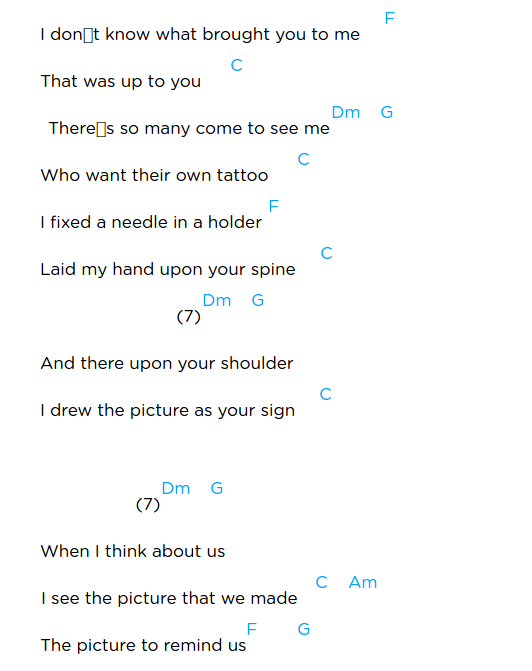 F
I don▯t know what brought you to me
C
That was up to you
Dm G
There▯s so many come to see me
C
Who want their own tattoo
F
I fixed a needle in a holder
C
Laid my hand upon your spine
Dm G
(7)
And there upon your shoulder
C
I drew the picture as your sign
Dm G
(7)
When I think about us
C Am
I see the picture that we made
F G
The picture to remind us